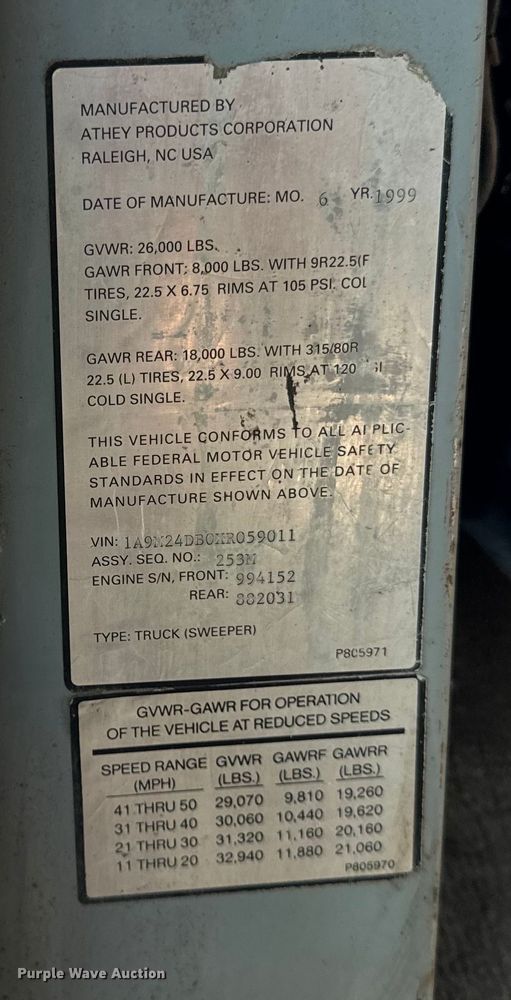 MANUFACTURED BY
ATHEY PRODUCTS CORPORATION
RALEIGH, NC USA
DATE OF MANUFACTURE: MO. 6 YR. 1999
GVWR: 26,000 LBS.
GAWR FRONT: 8,000 LBS. WITH 9R22.5(F
TIRES, 22.5 X 6.75 RIMS AT 105 PSI. COL
SINGLE.
GAWR REAR: 18,000 LBS. WITH 315/80R
22.5 (L) TIRES, 22.5 X 9.00 RIMS AT 120
COLD SINGLE.
THIS VEHICLE CONFORMS TO ALL AP PLIC-
ABLE FEDERAL MOTOR VEHICLE SAFETY
STANDARDS IN EFFECT ON THE DATE OF
MANUFACTURE SHOWN ABOVE.
VIN:
ASSY. SEQ. NO.: 253M
ENGINE S/N, FRONT: 994152
REAR: 882031
TYPE: TRUCK (SWEEPER)
P805971
GVWR-GAWR FOR OPERATION
OF THE VEHICLE AT REDUCED SPEEDS
SPEED RANGE GVWR GAWRF GAWRR
(MPH) (LBS.) (LBS.) (LBS.)
41 THRU 50 29,070 9,810 19,260
31 THRU 40 30,060 10,440 19,620
21 THRU 30 31,320 11,160 20,160
11 THRU 20 32,940 11,880 21,060
P805970
Purple Wave Auction